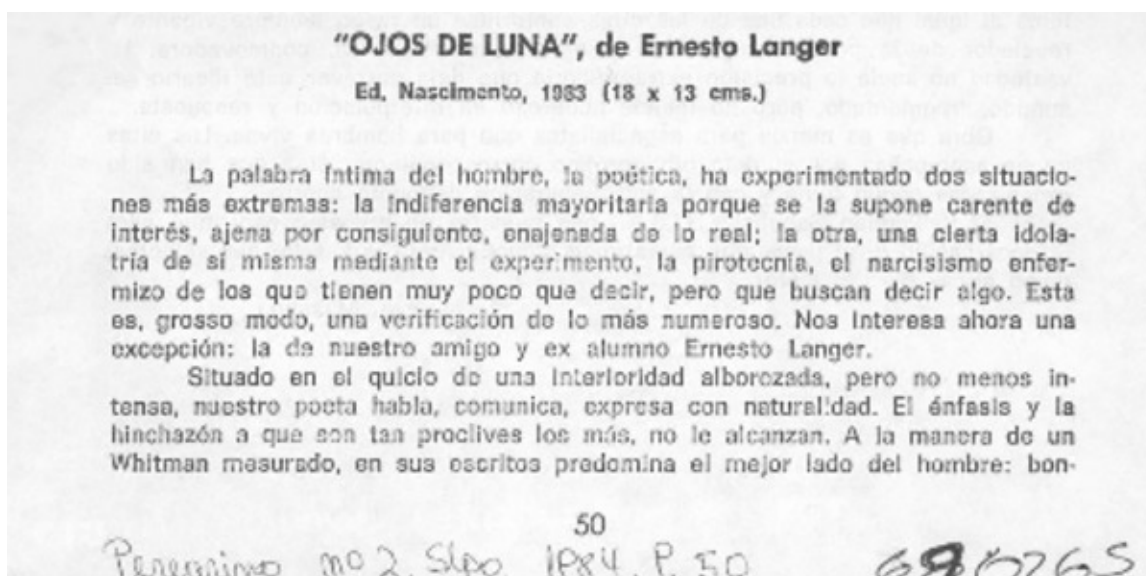 "OJOS DE LUNA", de Ernesto Langer
Ed, Nascimento, 1983 (18 x 13 cms.)
La palabra íntima del hombre, la poética, ha experimentado dos situacio-
nes más extremas: la indiferencia mayoritaria porque se la supone carente de
interés, ajena por consiguiente, enajenada de lo real; la otra, una cierta idola-
tría de sí misma mediante el experimento, la pirotecnia, el narcisismo enfer-
mizo de los que tienen muy poco que decir, pero que buscan decir algo. Esta
es, grosso modo, una verificación de lo más numeroso. Nos interesa ahora una
excepción: la de nuestro amigo y ex alumno Ernesto Langer.
Situado en el quicio de una interioridad alborozada, pero no menos in-
tensa, nuestro poeta habla, comunica, expresa con natural'dad. El énfasis y la
hinchazón a que son tan proclives los más, no le alcanzan. A la manera de un
Whitman mesurado, en sus escritos predomina el mejor lado del hombre: bon-
50
Peregrino nº 2. Stgo. 1984. P. 50